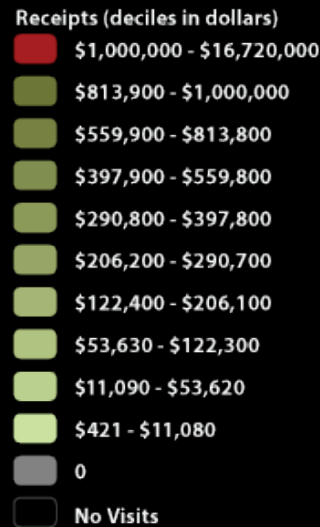 Receipts (deciles in dollars)
$1,000,000 - $16,720,000
$813,900 - $1,000,000
$559,900 - $813,800
$397,900 - $559,800
$290,800 - $397,800
$206,200 - $290,700
$122,400 - $206,100
$53,630 - $122,300
$11,090 - $53,620
$421 - $11,080
0
No Visits